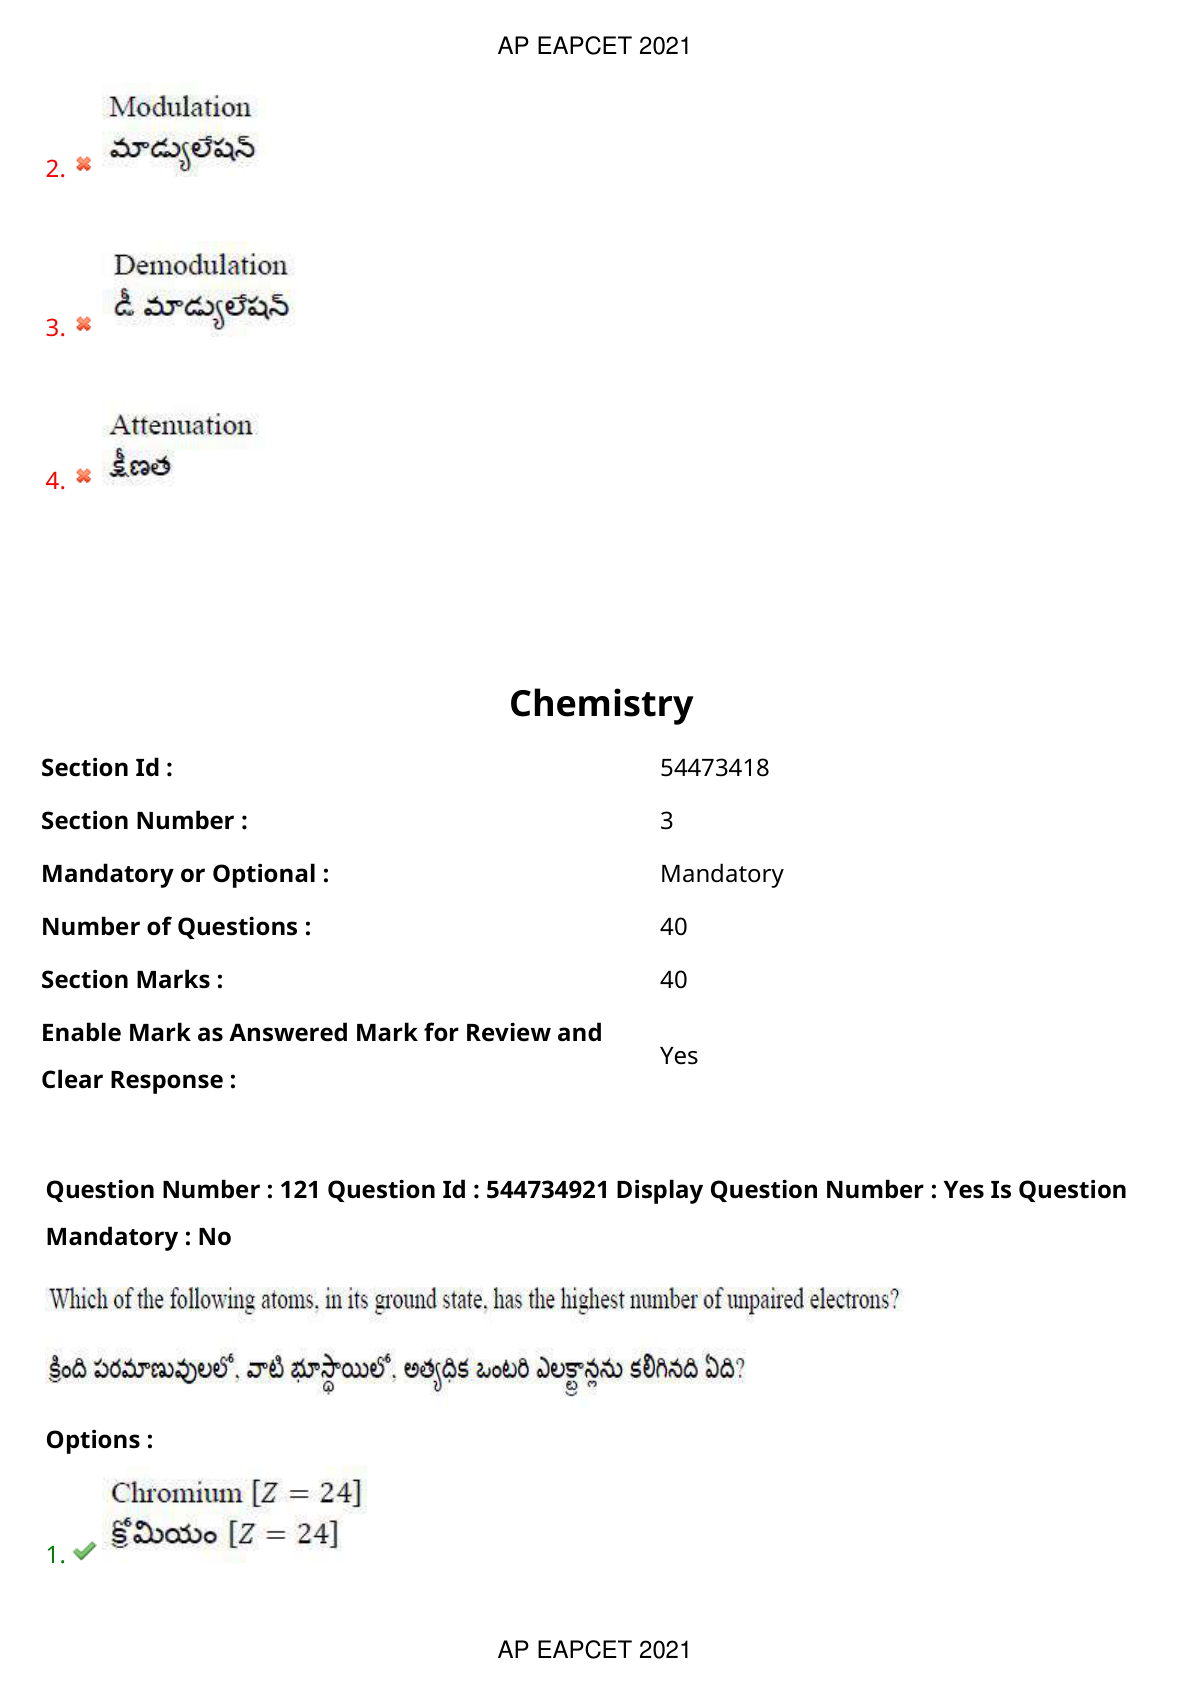 AP EAPCET 2021
Modulation
మాడ్యులేషన్
2.
Demodulation
డీ మాడ్యులేషన్
3.
Attenuation
క్షీణత
4.
Chemistry
Section Id : 54473418
Section Number : 3
Mandatory or Optional : Mandatory
Number of Questions : 40
Section Marks : 40
Enable Mark as Answered Mark for Review and
Clear Response : Yes
Question Number : 121 Question Id : 544734921 Display Question Number : Yes Is Question
Mandatory : No
Which of the following atoms, in its ground state, has the highest number of unpaired electrons?
క్రింది పరమాణువులలో, వాటి భూస్థాయిలో, అత్యధిక ఒంటరి ఎలక్ట్రాన్లను కలిగినది ఏది?
Options :
Chromium [Z = 24]
క్రోమియం [Z = 24]
1.
AP EAPCET 2021